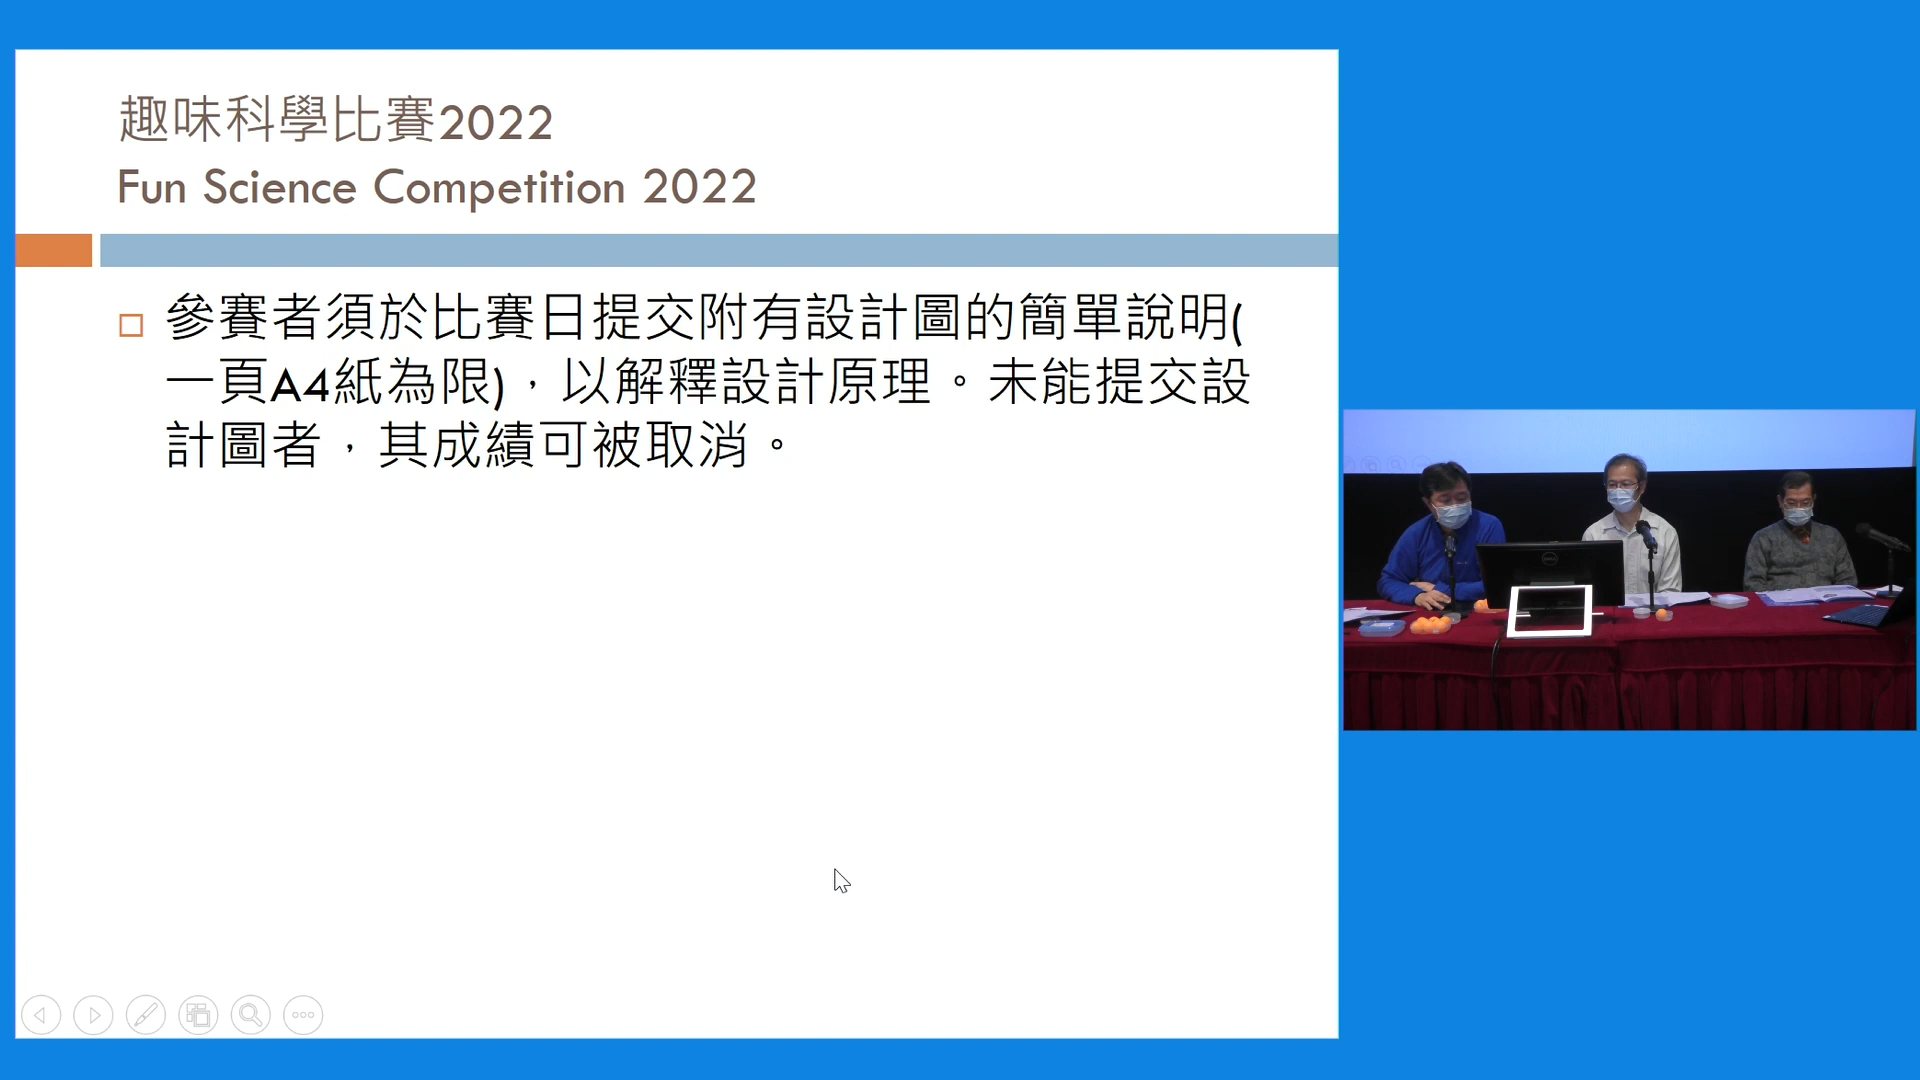 趣味科學比賽2022
Fun Science Competition 2022
參賽者須於比賽日提交附有設計圖的簡單說明(
一頁A4紙為限)，以解釋設計原理。未能提交設
計圖者，其成績可被取消。